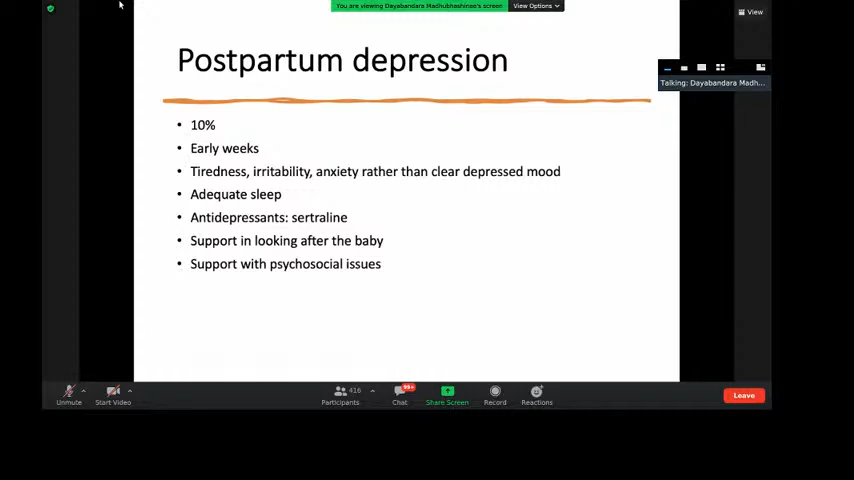 You are viewing Dayabandara Madhubhashinee's screen
View Options
View
Postpartum depression
Talking: Dayabandara Madh...
• 10%
• Early weeks
• Tiredness, irritability, anxiety rather than clear depressed mood
• Adequate sleep
• Antidepressants: sertraline
• Support in looking after the baby
• Support with psychosocial issues
416
99+
Unmute
Start Video
Participants
Chat
Share Screen
Record
Reactions
Leave